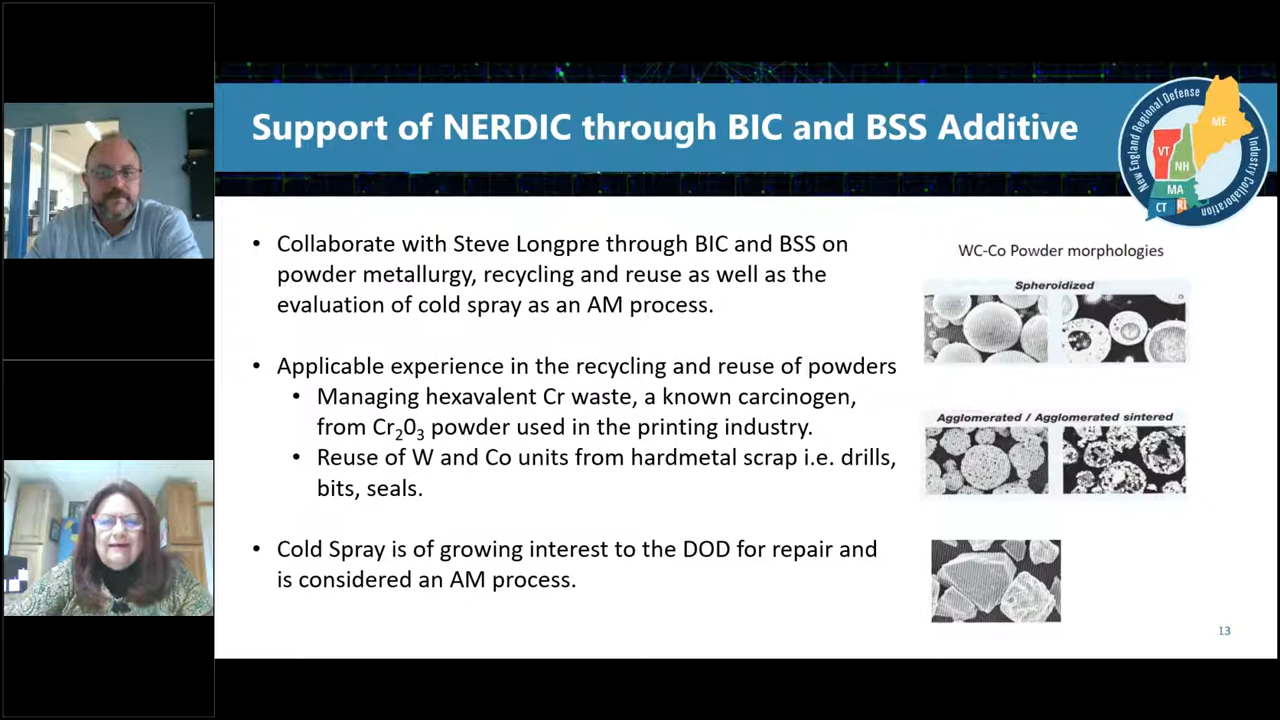 Support of NERDIC through BIC and BSS Additive
New England Regional Defense
Industry Collaboration
ME
VT
NH
MA
CT
RI
• Collaborate with Steve Longpre through BIC and BSS on
powder metallurgy, recycling and reuse as well as the
evaluation of cold spray as an AM process.
• Applicable experience in the recycling and reuse of powders
• Managing hexavalent Cr waste, a known carcinogen,
from Cr₂0₃ powder used in the printing industry.
• Reuse of W and Co units from hardmetal scrap i.e. drills,
bits, seals.
• Cold Spray is of growing interest to the DOD for repair and
is considered an AM process.
WC-Co Powder morphologies
Spheroidized
Agglomerated / Agglomerated sintered
13